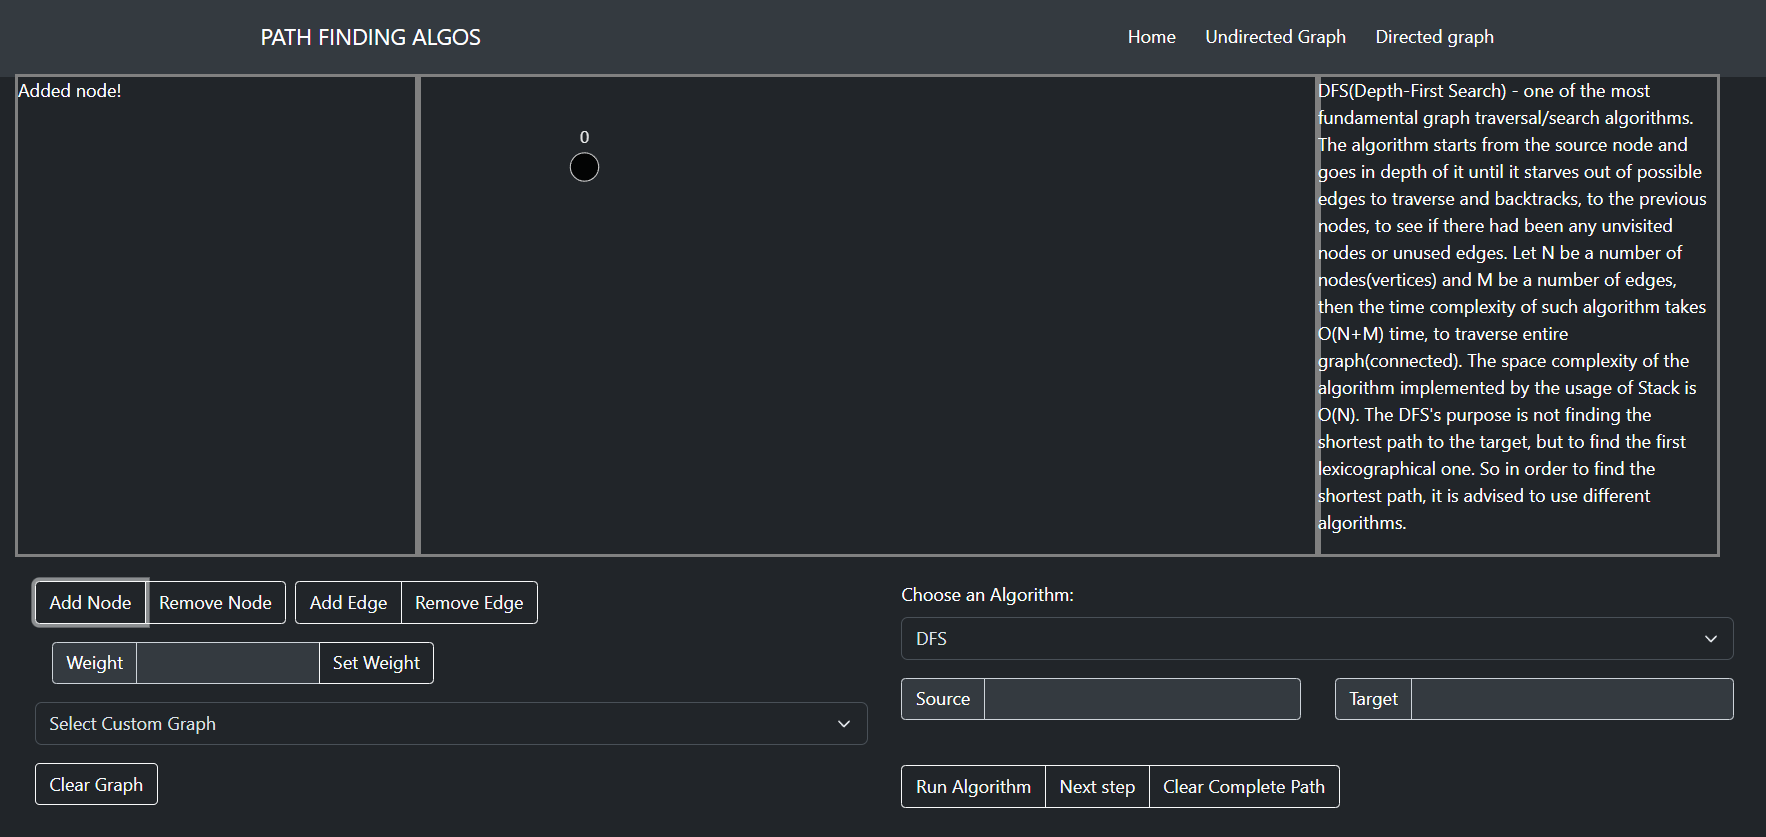 PATH FINDING ALGOS
Home
Undirected Graph
Directed graph
Added node!
0
DFS(Depth-First Search) - one of the most
fundamental graph traversal/search algorithms.
The algorithm starts from the source node and
goes in depth of it until it starves out of possible
edges to traverse and backtracks, to the previous
nodes, to see if there had been any unvisited
nodes or unused edges. Let N be a number of
nodes(vertices) and M be a number of edges,
then the time complexity of such algorithm takes
O(N+M) time, to traverse entire
graph(connected). The space complexity of the
algorithm implemented by the usage of Stack is
O(N). The DFS's purpose is not finding the
shortest path to the target, but to find the first
lexicographical one. So in order to find the
shortest path, it is advised to use different
algorithms.
Add Node
Remove Node
Add Edge
Remove Edge
Weight
Set Weight
Select Custom Graph
Clear Graph
Choose an Algorithm:
DFS
Source
Target
Run Algorithm
Next step
Clear Complete Path